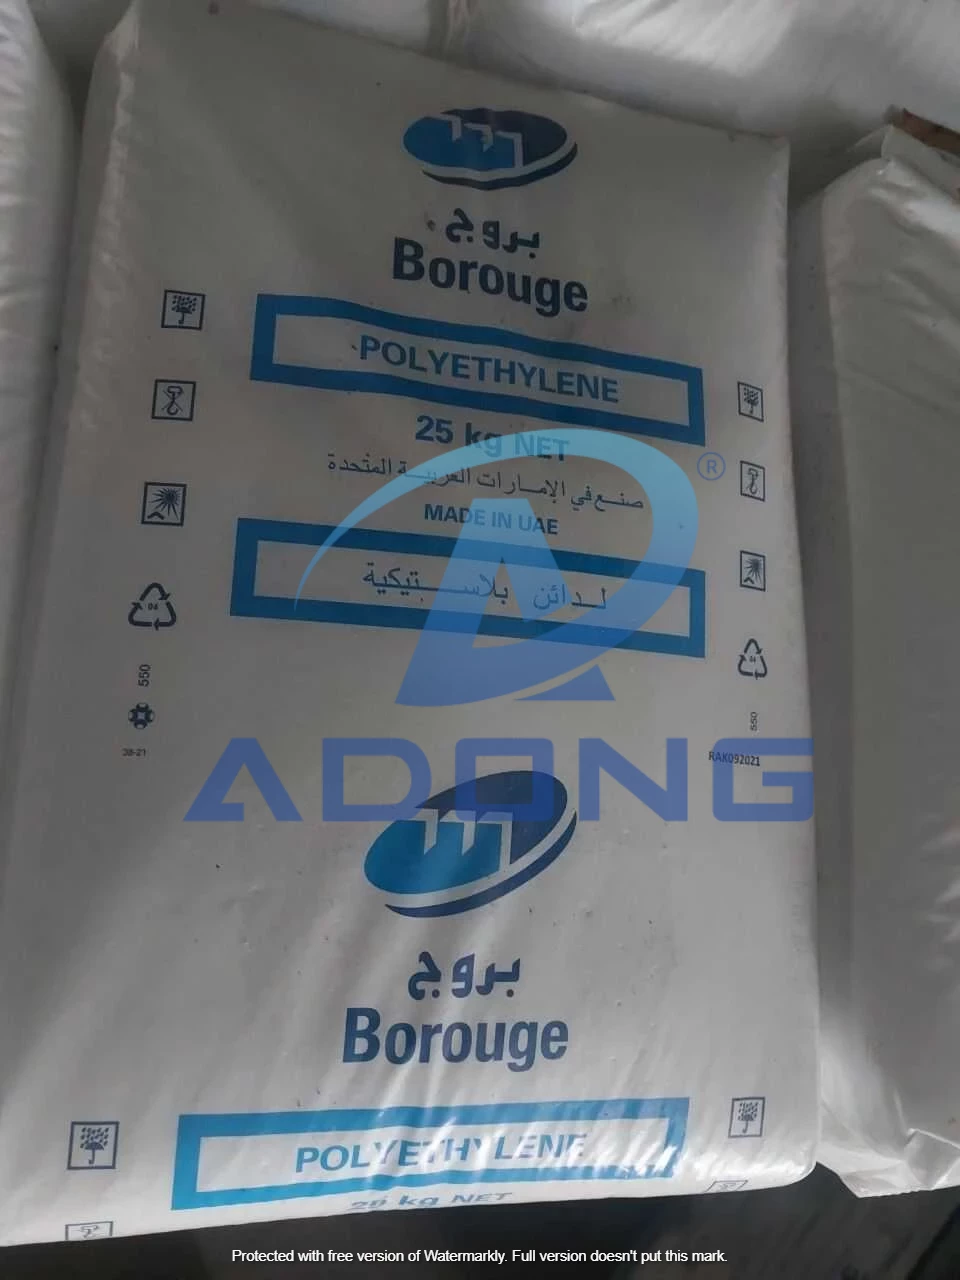 بروج
Borouge
POLYETHYLENE
25 kg NET
صنع في الإمارات العربية المتحدة
MADE IN UAE
لدائن بلاستيكية
®
ADONG
04
550
38-21
04
550
RAK092021
بروج
Borouge
POLYETHYLENE
25 kg NET
Protected with free version of Watermarkly. Full version doesn't put this mark.